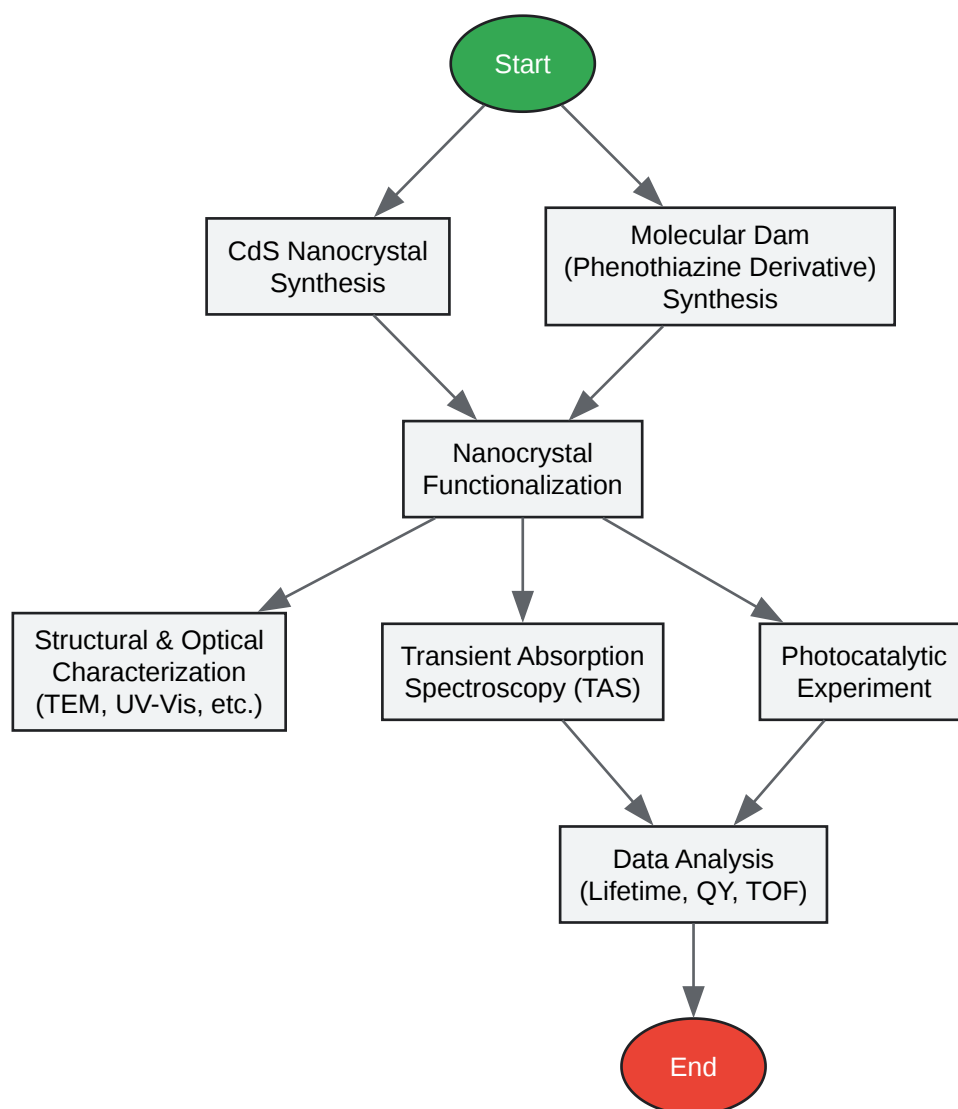 Start
CdS Nanocrystal
Synthesis
Molecular Dam
(Phenothiazine Derivative)
Synthesis
Nanocrystal
Functionalization
Structural & Optical
Characterization
(TEM, UV-Vis, etc.)
Transient Absorption
Spectroscopy (TAS)
Photocatalytic
Experiment
Data Analysis
(Lifetime, QY, TOF)
End